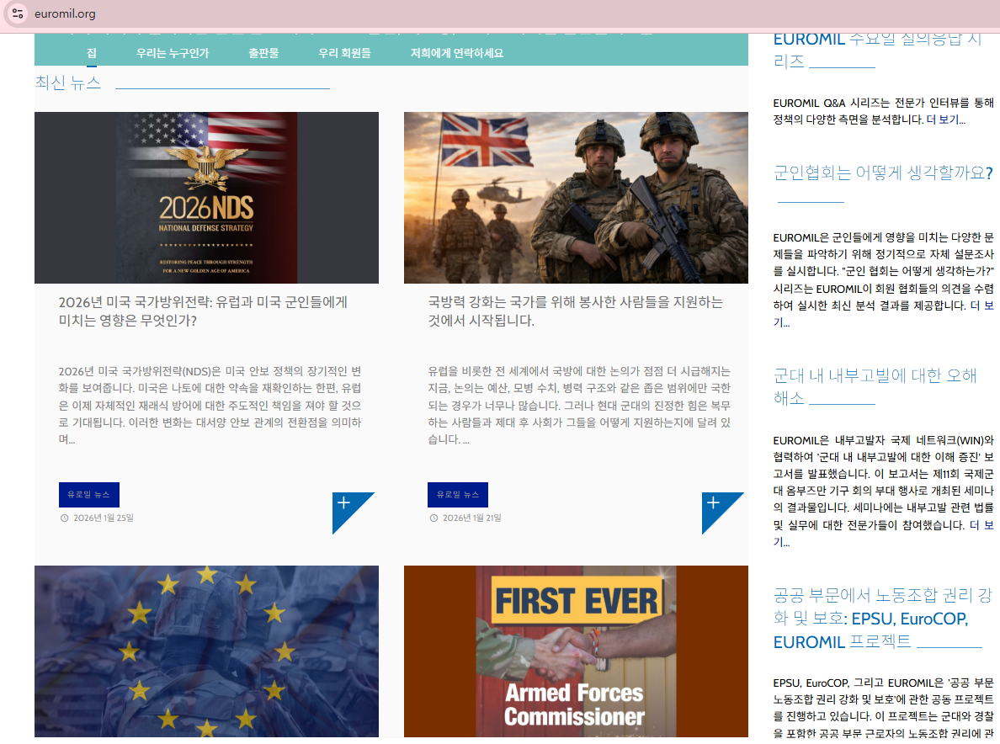 euromil.org
집 우리는 누구인가 출판물 우리 회원들 저희에게 연락하세요
최신 뉴스
2026NDS
NATIONAL DEFENSE STRATEGY
RESTORING PEACE THROUGH STRENGTH
FOR A NEW GOLDEN AGE OF AMERICA
2026년 미국 국가방위전략: 유럽과 미국 군인들에게
미치는 영향은 무엇인가?
2026년 미국 국가방위전략(NDS)은 미국 안보 정책의 장기적인 변
화를 보여줍니다. 미국은 나토에 대한 약속을 재확인하는 한편, 유럽
은 이제 자체적인 재래식 방어에 대한 주도적인 책임을 져야 할 것으
로 기대됩니다. 이러한 변화는 대서양 안보 관계의 전환점을 의미하
며...
유로밀 뉴스
2026년 1월 25일
국방력 강화는 국가를 위해 봉사한 사람들을 지원하는
것에서 시작됩니다.
유럽을 비롯한 전 세계에서 국방에 대한 논의가 점점 더 시급해지는
지금, 논의는 예산, 모병 수치, 병력 구조와 같은 좁은 범위에만 국한
되는 경우가 너무나 많습니다. 그러나 현대 군대의 진정한 힘은 복무
하는 사람들과 제대 후 사회가 그들을 어떻게 지원하는지에 달려 있
습니다. ...
유로밀 뉴스
2026년 1월 21일
FIRST EVER
Armed Forces
Commissioner
EUROMIL 수요일 질의응답 시
리즈
EUROMIL Q&A 시리즈는 전문가 인터뷰를 통해
정책의 다양한 측면을 분석합니다. 더 보기...
군인협회는 어떻게 생각할까요?
EUROMIL은 군인들에게 영향을 미치는 다양한 문
제들을 파악하기 위해 정기적으로 자체 설문조사
를 실시합니다. "군인 협회는 어떻게 생각하는가?"
시리즈는 EUROMIL이 회원 협회들의 의견을 수렴
하여 실시한 최신 분석 결과를 제공합니다. 더 보
기...
군대 내 내부고발에 대한 오해
해소
EUROMIL은 내부고발자 국제 네트워크(WIN)와
협력하여 '군대 내 내부고발에 대한 이해 증진' 보
고서를 발표했습니다. 이 보고서는 제11회 국제군
대 옴부즈만 기구 회의 부대 행사로 개최된 세미나
의 결과물입니다. 세미나에는 내부고발 관련 법률
및 실무에 대한 전문가들이 참여했습니다. 더 보
기...
공공 부문에서 노동조합 권리 강
화 및 보호: EPSU, EuroCOP,
EUROMIL 프로젝트
EPSU, EuroCOP, 그리고 EUROMIL은 '공공 부문
노동조합 권리 강화 및 보호'에 관한 공동 프로젝트
를 진행하고 있습니다. 이 프로젝트는 군대와 경찰
을 포함한 공공 부문 근로자의 노동조합 권리에 관